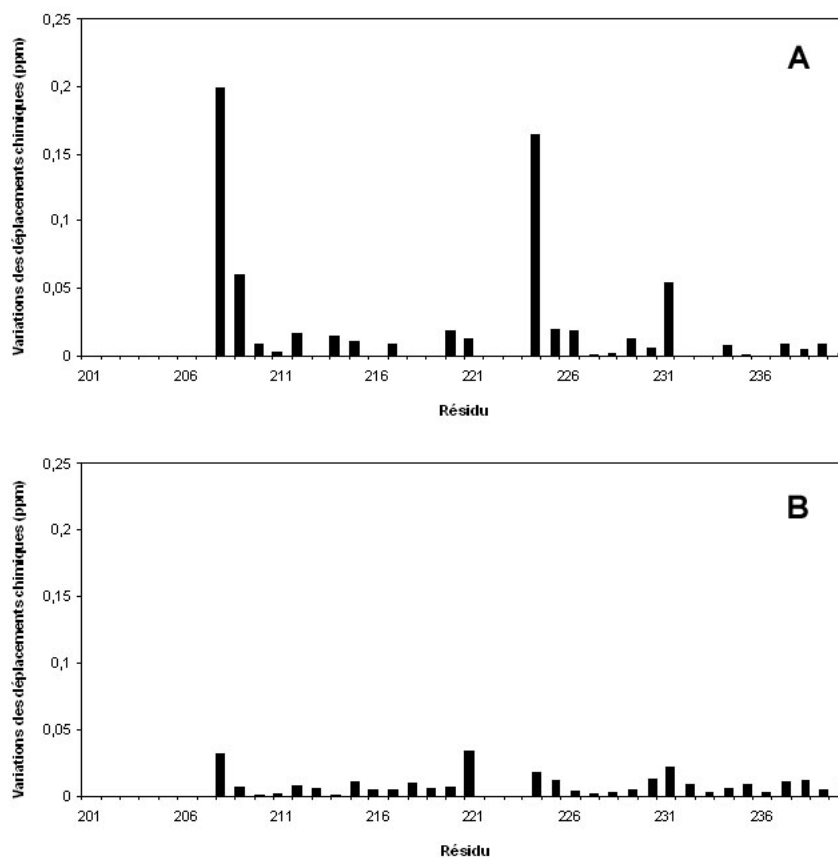 A
Variations des déplacements chimiques (ppm)
0,25
0,2
0,15
0,1
0,05
0
201 206 211 216 221 226 231 236
Résidu
B
Variations des déplacements chimiques (ppm)
0,25
0,2
0,15
0,1
0,05
0
201 206 211 216 221 226 231 236
Résidu